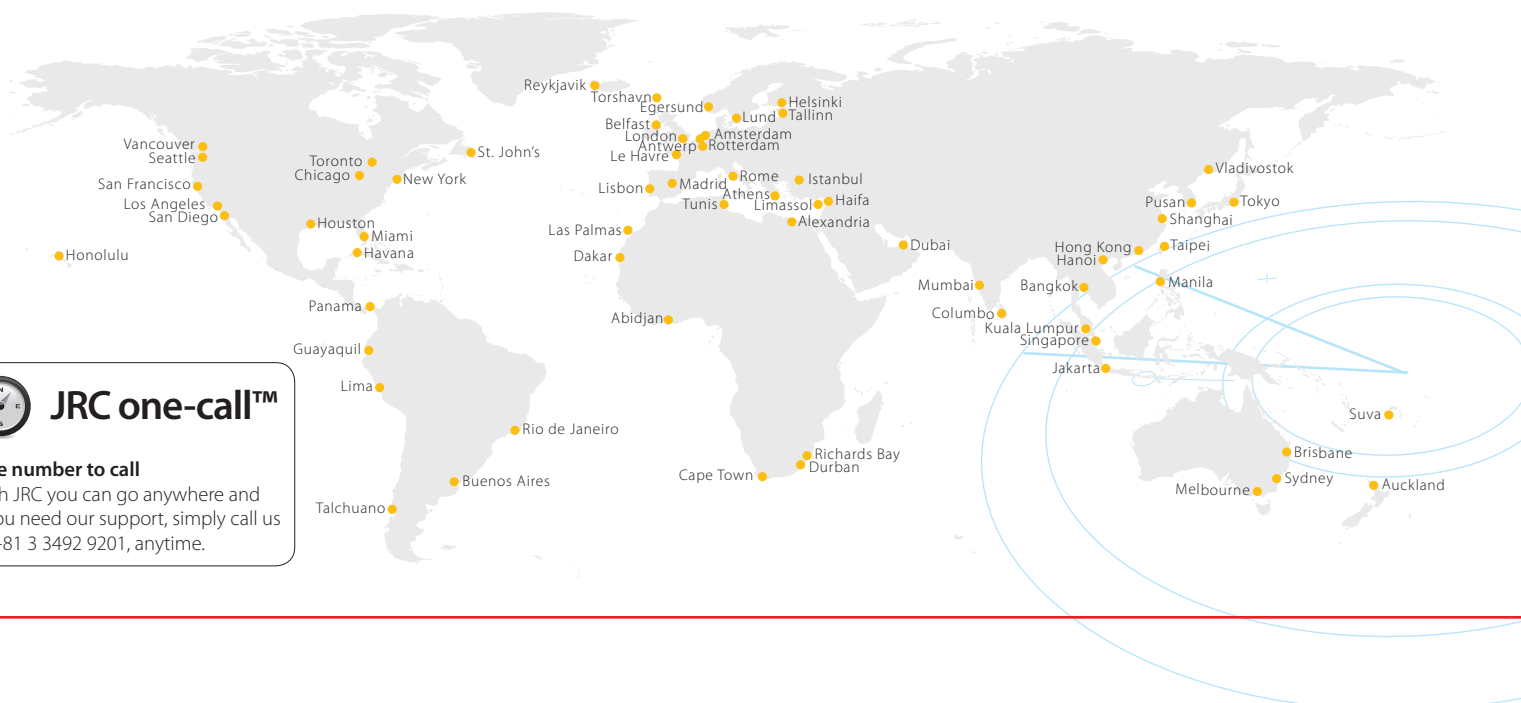 Reykjavik
Torshavn
Egersund
Helsinki
Tallinn
Lund
Belfast
London
Amsterdam
Antwerp
Rotterdam
Le Havre
Vancouver
Seattle
Toronto
Chicago
St. John's
New York
San Francisco
Los Angeles
San Diego
Houston
Miami
Havana
Honolulu
Lisbon
Madrid
Rome
Istanbul
Athens
Tunis
Limassol
Haifa
Alexandria
Las Palmas
Dakar
Dubai
Vladivostok
Pusan
Tokyo
Shanghai
Hong Kong
Taipei
Hanoi
Mumbai
Bangkok
Manila
Columbo
Kuala Lumpur
Singapore
Jakarta
Panama
Abidjan
Guayaquil
Lima
Rio de Janeiro
Buenos Aires
Talchuano
Cape Town
Richards Bay
Durban
Suva
Brisbane
Sydney
Melbourne
Auckland
N
E
S
JRC one-call™
e number to call
h JRC you can go anywhere and
ou need our support, simply call us
81 3 3492 9201, anytime.